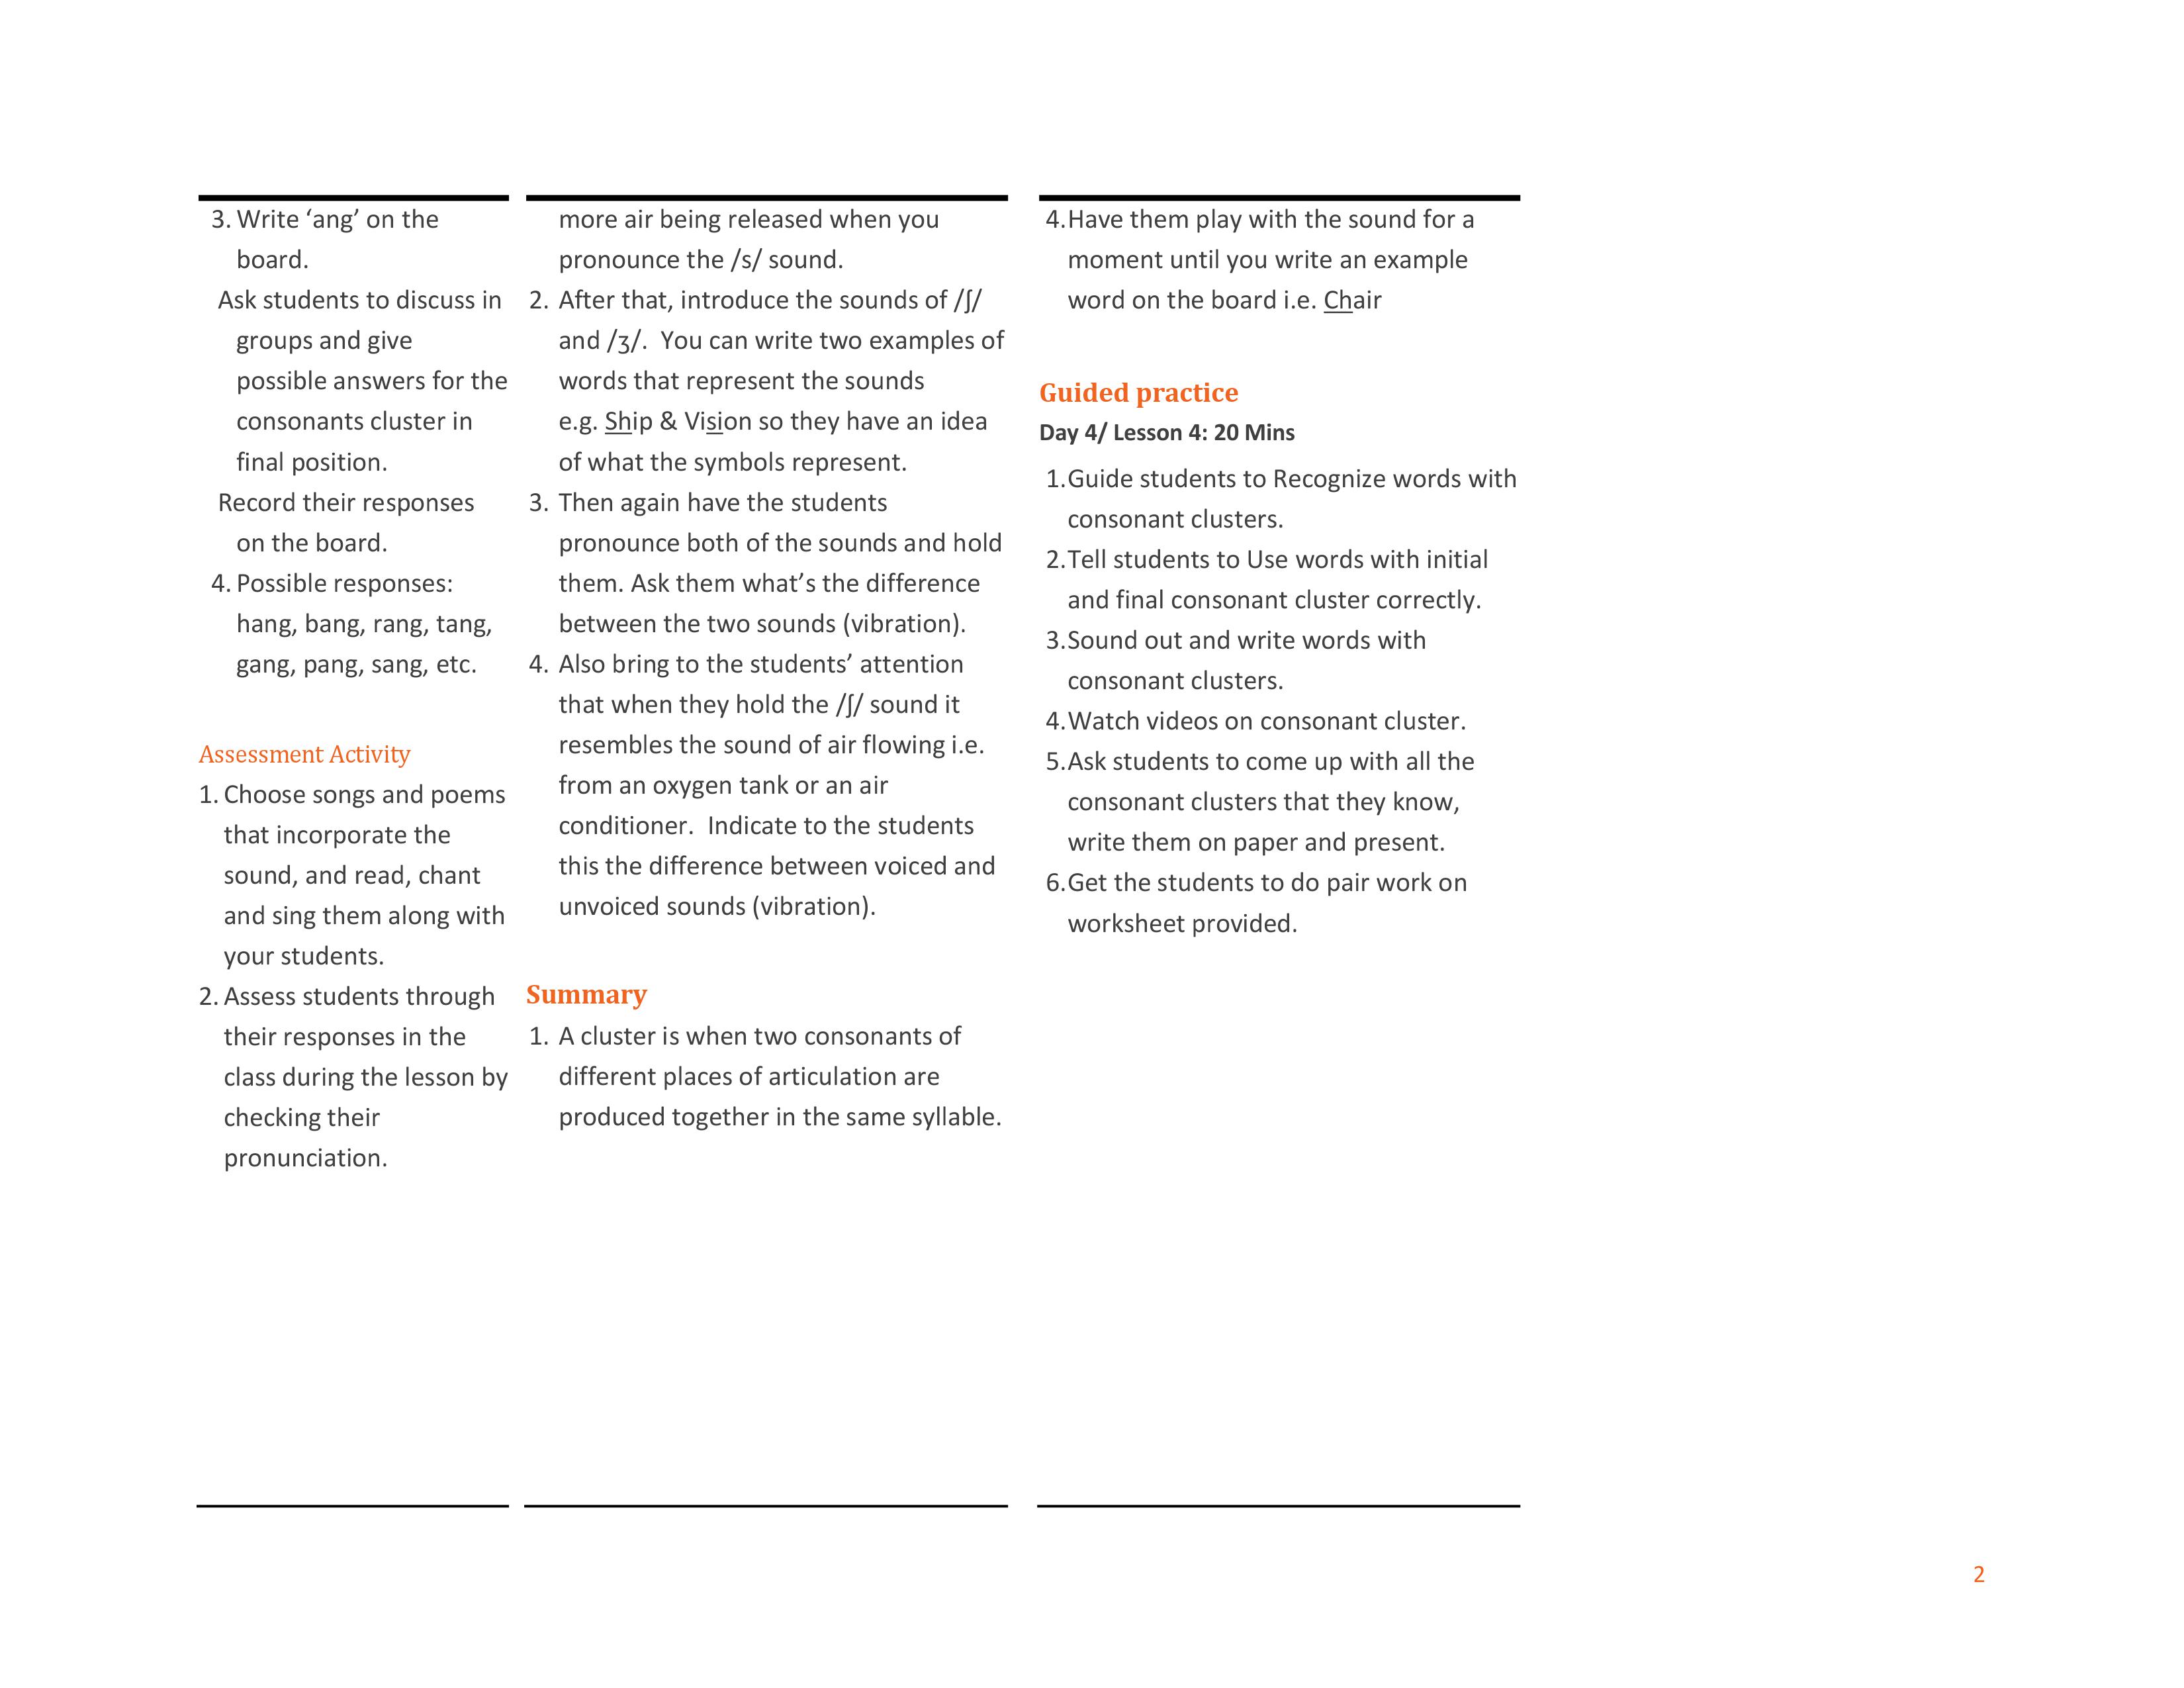 3. Write ‘ang’ on the
board.
Ask students to discuss in
groups and give
possible answers for the
consonants cluster in
final position.
Record their responses
on the board.
4. Possible responses:
hang, bang, rang, tang,
gang, pang, sang, etc.
Assessment Activity
1. Choose songs and poems
that incorporate the
sound, and read, chant
and sing them along with
your students.
2. Assess students through
their responses in the
class during the lesson by
checking their
pronunciation.
more air being released when you
pronounce the /s/ sound.
2. After that, introduce the sounds of /ʃ/
and /ʒ/.  You can write two examples of
words that represent the sounds
e.g. Ship & Vision so they have an idea
of what the symbols represent.
3. Then again have the students
pronounce both of the sounds and hold
them. Ask them what’s the difference
between the two sounds (vibration).
4. Also bring to the students’ attention
that when they hold the /ʃ/ sound it
resembles the sound of air flowing i.e.
from an oxygen tank or an air
conditioner.  Indicate to the students
this the difference between voiced and
unvoiced sounds (vibration).
Summary
1. A cluster is when two consonants of
different places of articulation are
produced together in the same syllable.
4.Have them play with the sound for a
moment until you write an example
word on the board i.e. Chair
Guided practice
Day 4/ Lesson 4: 20 Mins
1.Guide students to Recognize words with
consonant clusters.
2.Tell students to Use words with initial
and final consonant cluster correctly.
3.Sound out and write words with
consonant clusters.
4.Watch videos on consonant cluster.
5.Ask students to come up with all the
consonant clusters that they know,
write them on paper and present.
6.Get the students to do pair work on
worksheet provided.
2